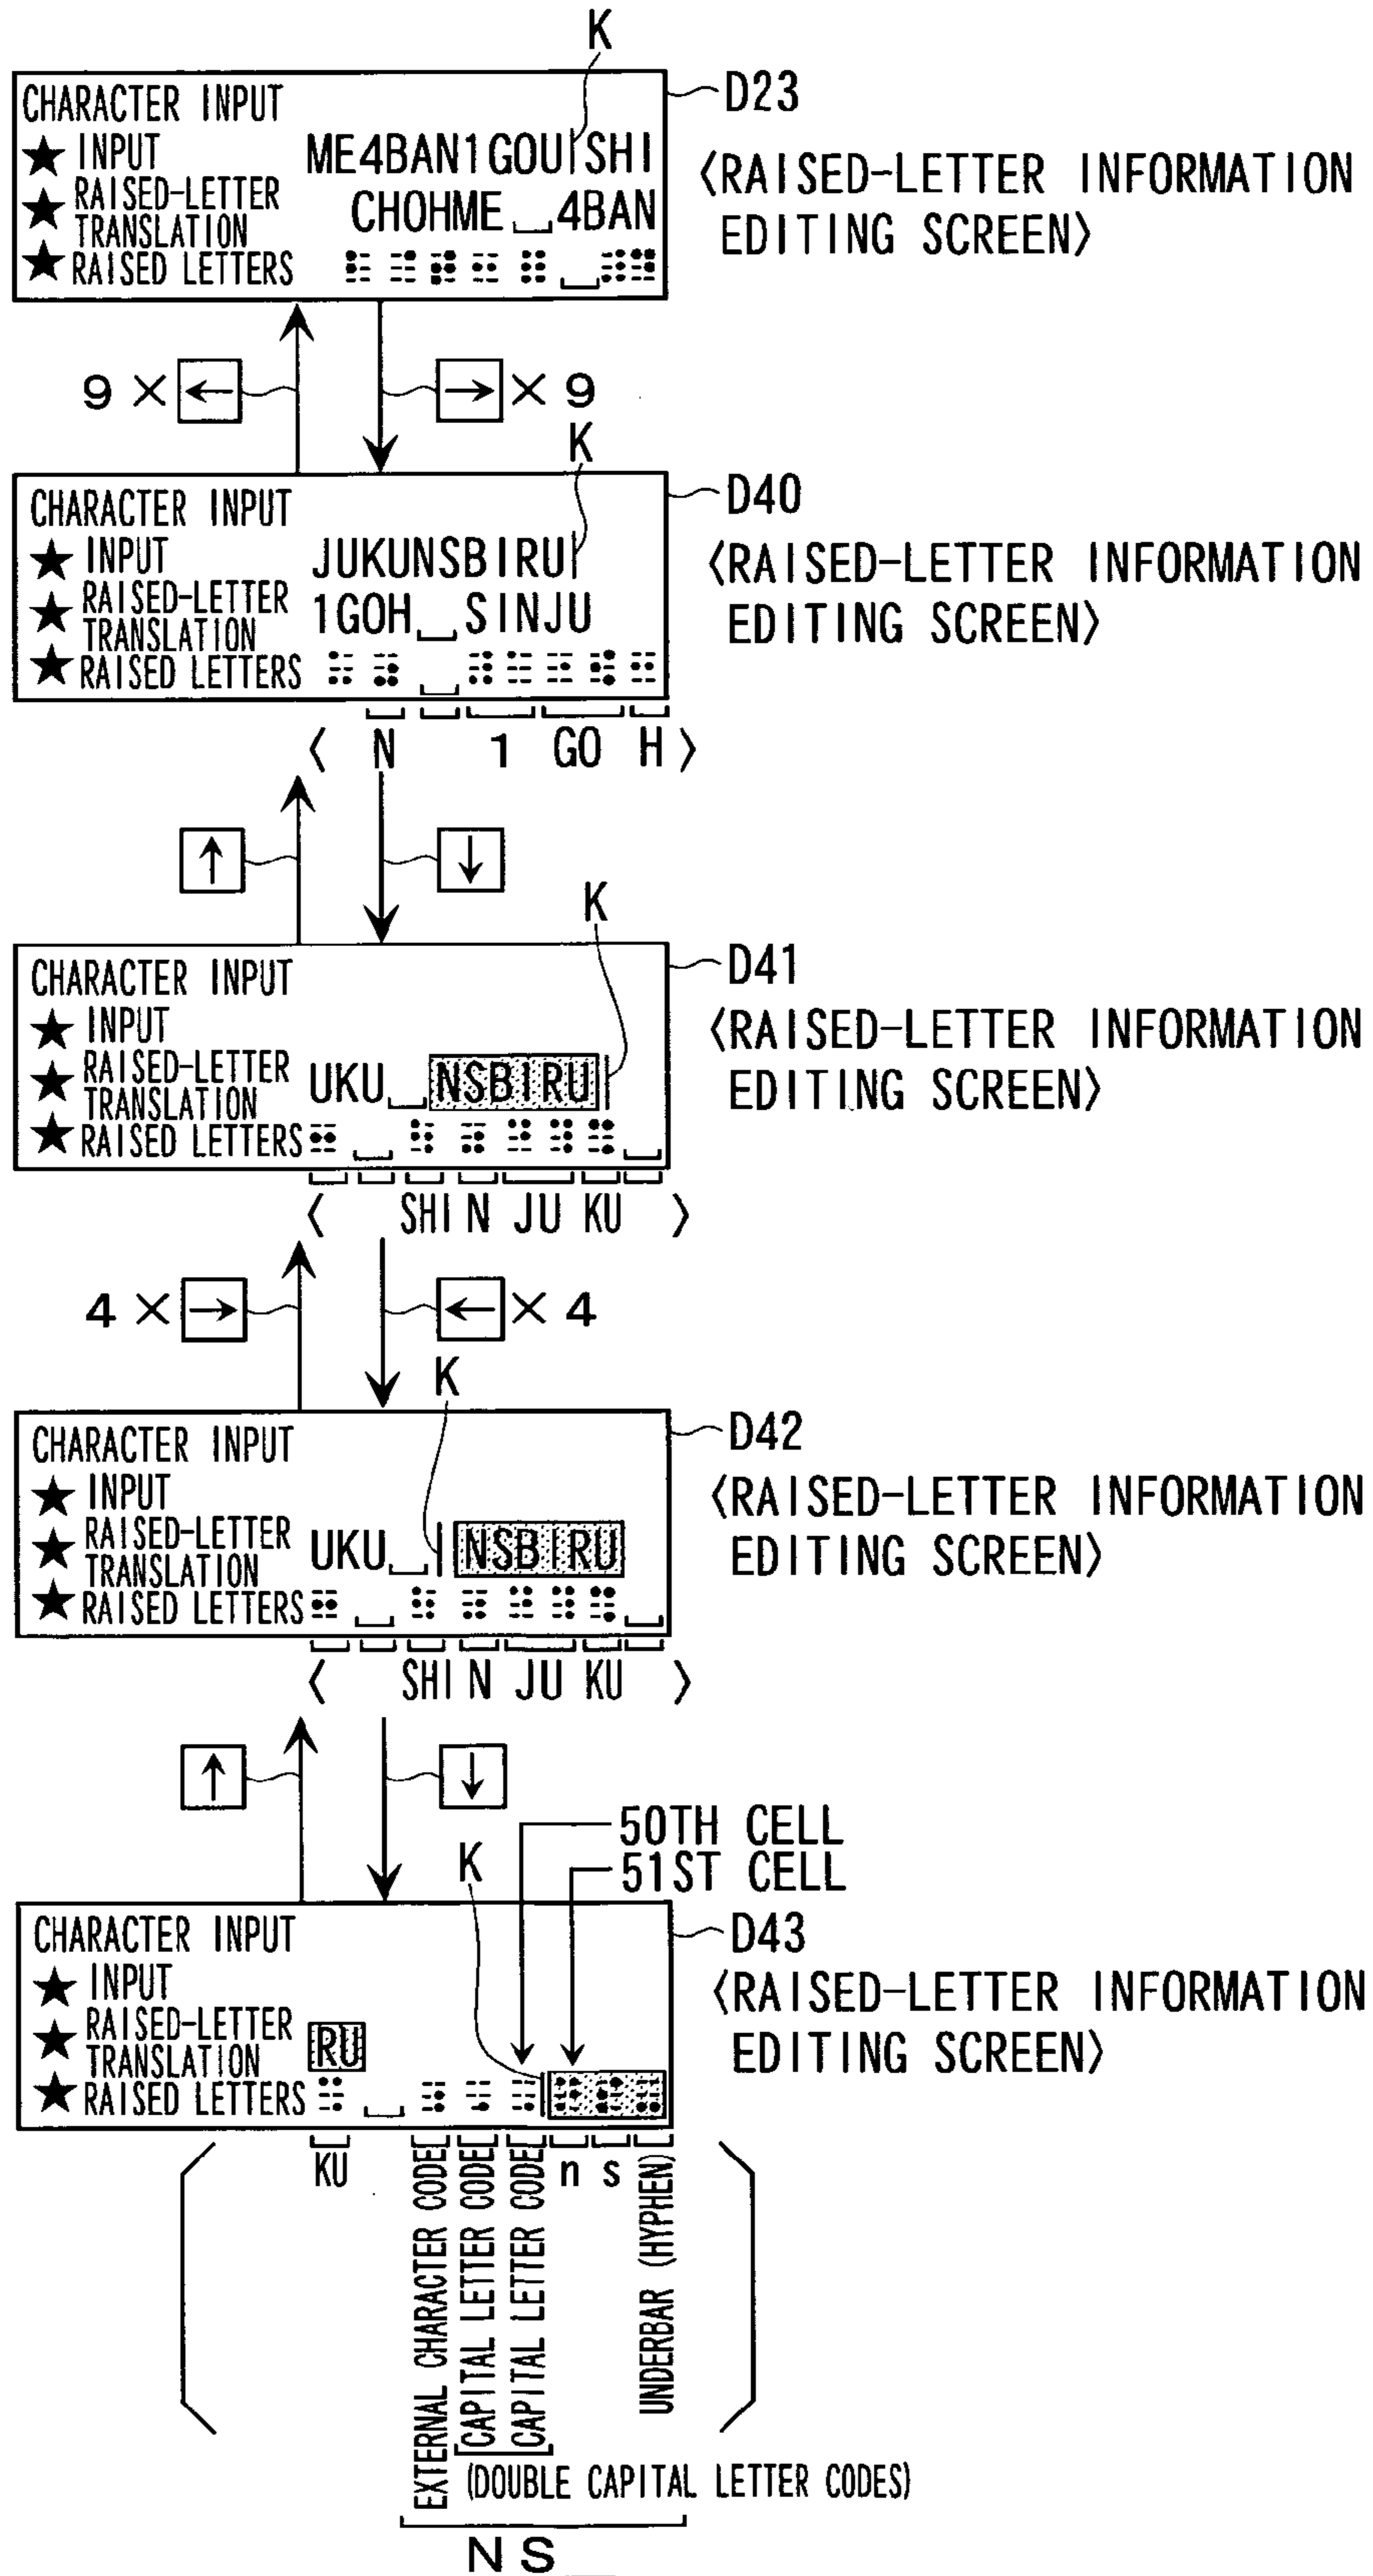 K
CHARACTER INPUT
D23
★ INPUT ME4BAN1GOU|SHI
★ RAISED-LETTER TRANSLATION CHOHME␣4BAN
★ RAISED LETTERS
〈RAISED-LETTER INFORMATION
EDITING SCREEN〉
9 × ← → × 9
K
CHARACTER INPUT
D40
★ INPUT JUKUNSBIRU|
★ RAISED-LETTER TRANSLATION 1GOH␣SINJU
★ RAISED LETTERS
〈RAISED-LETTER INFORMATION
EDITING SCREEN〉
〈 N 1 GO H 〉
↑ ↓
K
CHARACTER INPUT
D41
★ INPUT
★ RAISED-LETTER TRANSLATION UKU␣NSBIRU|
★ RAISED LETTERS
〈RAISED-LETTER INFORMATION
EDITING SCREEN〉
〈 SHI N JU KU 〉
4 × → ← × 4
K
CHARACTER INPUT
D42
★ INPUT
★ RAISED-LETTER TRANSLATION UKU␣|NSBIRU
★ RAISED LETTERS
〈RAISED-LETTER INFORMATION
EDITING SCREEN〉
〈 SHI N JU KU 〉
↑ ↓
50TH CELL
K
51ST CELL
CHARACTER INPUT
D43
★ INPUT
★ RAISED-LETTER TRANSLATION RU
★ RAISED LETTERS
〈RAISED-LETTER INFORMATION
EDITING SCREEN〉
KU
EXTERNAL CHARACTER CODE
CAPITAL LETTER CODE
CAPITAL LETTER CODE
n s
UNDERBAR (HYPHEN)
(DOUBLE CAPITAL LETTER CODES)
NS_